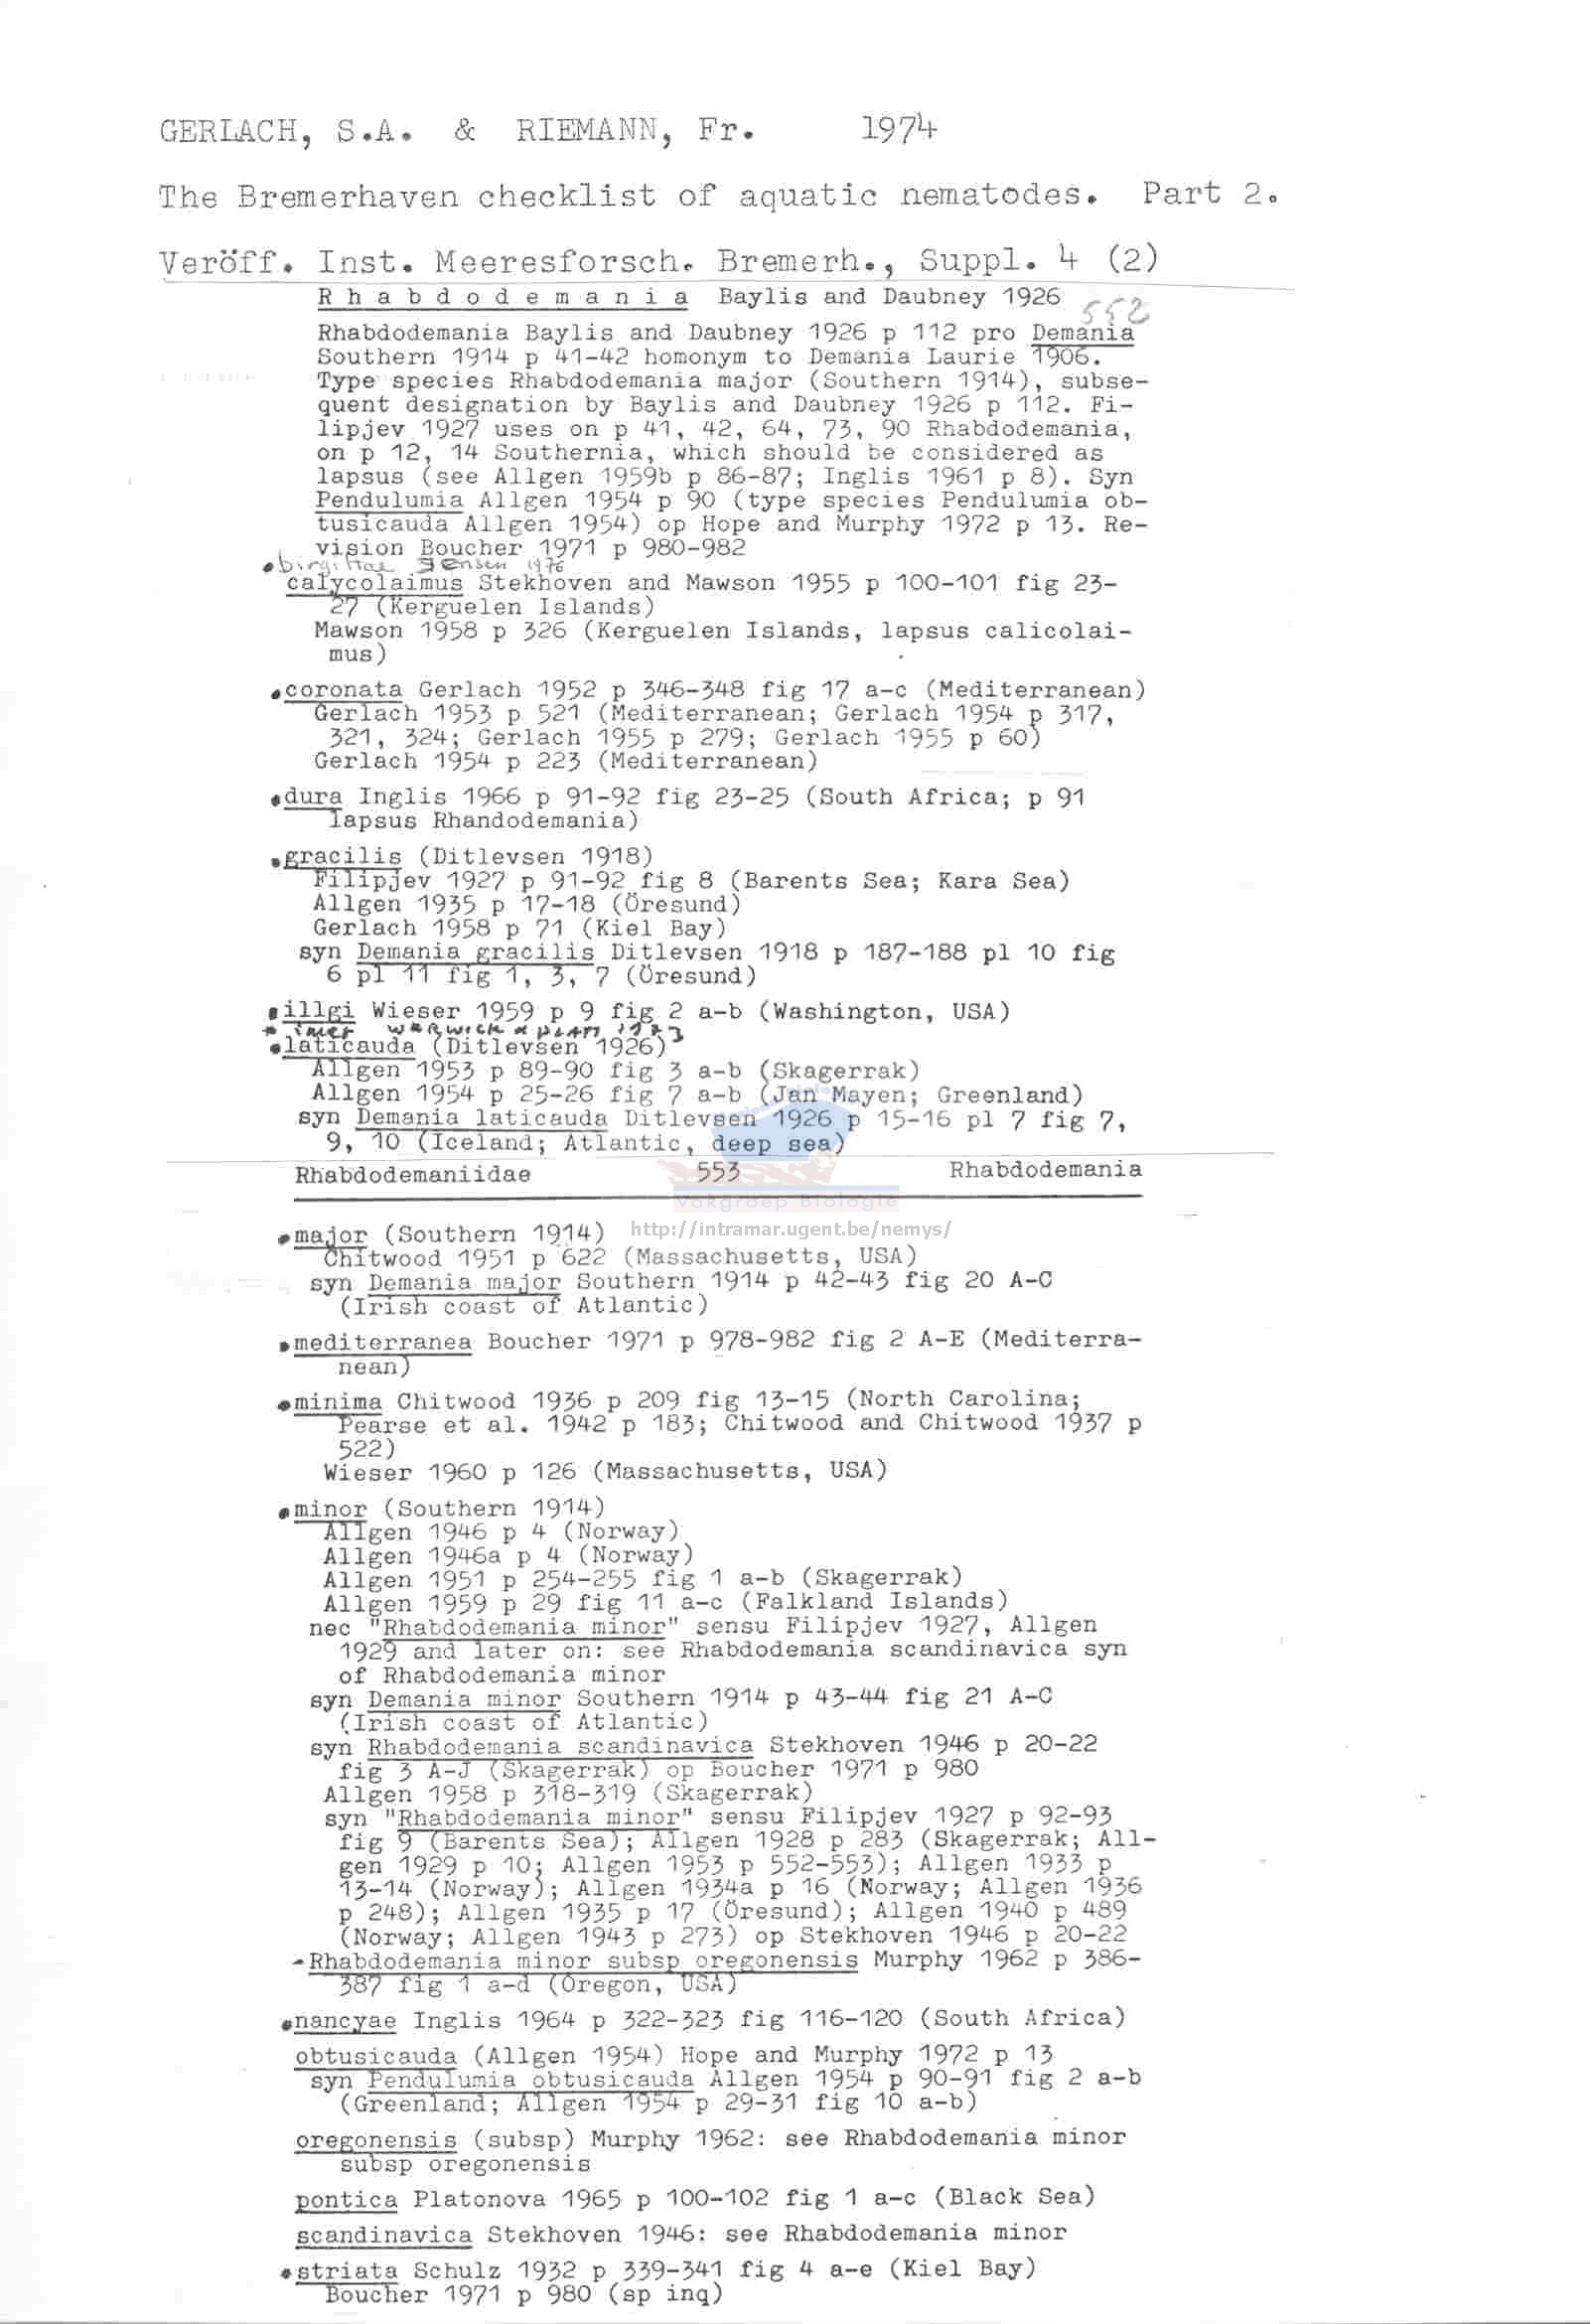 GERLACH, S.A. & RIEMANN, Fr. 1974
The Bremerhaven checklist of aquatic nematodes. Part 2.
Veröff. Inst. Meeresforsch. Bremerh., Suppl. 4 (2)
Rhabdodemania Baylis and Daubney 1926
552
Rhabdodemania Baylis and Daubney 1926 p 112 pro Demania
Southern 1914 p 41-42 homonym to Demania Laurie 1906.
Type species Rhabdodemania major (Southern 1914), subse-
quent designation by Baylis and Daubney 1926 p 112. Fi-
lipjev 1927 uses on p 41, 42, 64, 73, 90 Rhabdodemania,
on p 12, 14 Southernia, which should be considered as
lapsus (see Allgen 1959b p 86-87; Inglis 1961 p 8). Syn
Pendulumia Allgen 1954 p 90 (type species Pendulumia ob-
tusicauda Allgen 1954) op Hope and Murphy 1972 p 13. Re-
vision Boucher 1971 p 980-982
birgittae Jensen 1976
calycolaimus Stekhoven and Mawson 1955 p 100-101 fig 23-
27 (Kerguelen Islands)
Mawson 1958 p 326 (Kerguelen Islands, lapsus calicolai-
mus)
coronata Gerlach 1952 p 346-348 fig 17 a-c (Mediterranean)
Gerlach 1953 p 521 (Mediterranean; Gerlach 1954 p 317,
321, 324; Gerlach 1955 p 279; Gerlach 1955 p 60)
Gerlach 1954 p 223 (Mediterranean)
dura Inglis 1966 p 91-92 fig 23-25 (South Africa; p 91
lapsus Rhandodemania)
gracilis (Ditlevsen 1918)
Filipjev 1927 p 91-92 fig 8 (Barents Sea; Kara Sea)
Allgen 1935 p 17-18 (Öresund)
Gerlach 1958 p 71 (Kiel Bay)
syn Demania gracilis Ditlevsen 1918 p 187-188 pl 10 fig
6 pl 11 fig 1, 3, 7 (Öresund)
illgi Wieser 1959 p 9 fig 2 a-b (Washington, USA)
imer WARWICK & PLATT 1973
laticauda (Ditlevsen 1926)
Allgen 1953 p 89-90 fig 3 a-b (Skagerrak)
Allgen 1954 p 25-26 fig 7 a-b (Jan Mayen; Greenland)
syn Demania laticauda Ditlevsen 1926 p 15-16 pl 7 fig 7,
9, 10 (Iceland; Atlantic, deep sea)
Rhabdodemaniidae 553 Rhabdodemania
Vakgroep Biologie
http://intramar.ugent.be/nemys/
major (Southern 1914)
Chitwood 1951 p 622 (Massachusetts, USA)
syn Demania major Southern 1914 p 42-43 fig 20 A-C
(Irish coast of Atlantic)
mediterranea Boucher 1971 p 978-982 fig 2 A-E (Mediterra-
nean)
minima Chitwood 1936 p 209 fig 13-15 (North Carolina;
Pearse et al. 1942 p 183; Chitwood and Chitwood 1937 p
522)
Wieser 1960 p 126 (Massachusetts, USA)
minor (Southern 1914)
Allgen 1946 p 4 (Norway)
Allgen 1946a p 4 (Norway)
Allgen 1951 p 254-255 fig 1 a-b (Skagerrak)
Allgen 1959 p 29 fig 11 a-c (Falkland Islands)
nec "Rhabdodemania minor" sensu Filipjev 1927, Allgen
1929 and later on: see Rhabdodemania scandinavica syn
of Rhabdodemania minor
syn Demania minor Southern 1914 p 43-44 fig 21 A-C
(Irish coast of Atlantic)
syn Rhabdodemania scandinavica Stekhoven 1946 p 20-22
fig 3 A-J (Skagerrak) op Boucher 1971 p 980
Allgen 1958 p 318-319 (Skagerrak)
syn "Rhabdodemania minor" sensu Filipjev 1927 p 92-93
fig 9 (Barents Sea); Allgen 1928 p 283 (Skagerrak; All-
gen 1929 p 10; Allgen 1953 p 552-553); Allgen 1933 p
13-14 (Norway); Allgen 1934a p 16 (Norway; Allgen 1936
p 248); Allgen 1935 p 17 (Öresund); Allgen 1940 p 489
(Norway; Allgen 1943 p 273) op Stekhoven 1946 p 20-22
-Rhabdodemania minor subsp oregonensis Murphy 1962 p 386-
387 fig 1 a-d (Oregon, USA)
nancyae Inglis 1964 p 322-323 fig 116-120 (South Africa)
obtusicauda (Allgen 1954) Hope and Murphy 1972 p 13
syn Pendulumia obtusicauda Allgen 1954 p 90-91 fig 2 a-b
(Greenland; Allgen 1954 p 29-31 fig 10 a-b)
oregonensis (subsp) Murphy 1962: see Rhabdodemania minor
subsp oregonensis
pontica Platonova 1965 p 100-102 fig 1 a-c (Black Sea)
scandinavica Stekhoven 1946: see Rhabdodemania minor
striata Schulz 1932 p 339-341 fig 4 a-e (Kiel Bay)
Boucher 1971 p 980 (sp inq)